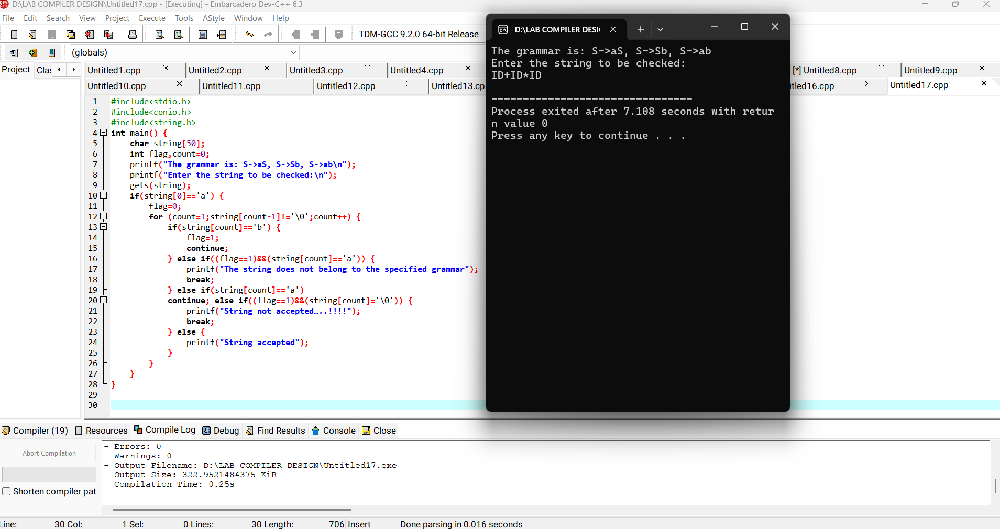 D:\LAB COMPILER DESIGN\Untitled17.cpp - [Executing] - Embarcadero Dev-C++ 6.3
File Edit Search View Project Execute Tools AStyle Window Help
TDM-GCC 9.2.0 64-bit Release
(globals)
Project Clas
Untitled1.cpp Untitled2.cpp Untitled3.cpp Untitled4.cpp [*] Untitled8.cpp Untitled9.cpp
Untitled10.cpp Untitled11.cpp Untitled12.cpp Untitled13.cp itled16.cpp Untitled17.cpp
1 #include<stdio.h>
2 #include<conio.h>
3 #include<string.h>
4 int main() {
5 char string[50];
6 int flag,count=0;
7 printf("The grammar is: S->aS, S->Sb, S->ab\n");
8 printf("Enter the string to be checked:\n");
9 gets(string);
10 if(string[0]=='a') {
11 flag=0;
12 for (count=1;string[count-1]!='\0';count++) {
13 if(string[count]=='b') {
14 flag=1;
15 continue;
16 } else if((flag==1)&&(string[count]=='a')) {
17 printf("The string does not belong to the specified grammar");
18 break;
19 } else if(string[count]=='a')
20 continue; else if((flag==1)&&(string[count]='\0')) {
21 printf("String not accepted…..!!!!");
22 break;
23 } else {
24 printf("String accepted");
25 }
26 }
27 }
28 }
29
30
D:\LAB COMPILER DESI
The grammar is: S->aS, S->Sb, S->ab
Enter the string to be checked:
ID+ID*ID
--------------------------------
Process exited after 7.108 seconds with retur
n value 0
Press any key to continue . . .
Compiler (19) Resources Compile Log Debug Find Results Console Close
Abort Compilation
Shorten compiler pat
- Errors: 0
- Warnings: 0
- Output Filename: D:\LAB COMPILER DESIGN\Untitled17.exe
- Output Size: 322.9521484375 KiB
- Compilation Time: 0.25s
Line: 30 Col: 1 Sel: 0 Lines: 30 Length: 706 Insert Done parsing in 0.016 seconds